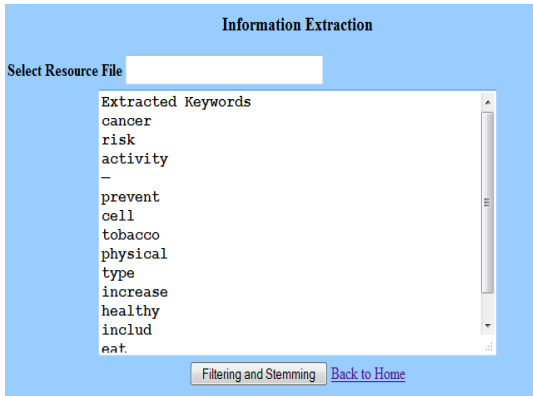 Information Extraction
Select Resource File
Extracted Keywords
cancer
risk
activity
–
prevent
cell
tobacco
physical
type
increase
healthy
includ
eat
Filtering and Stemming Back to Home